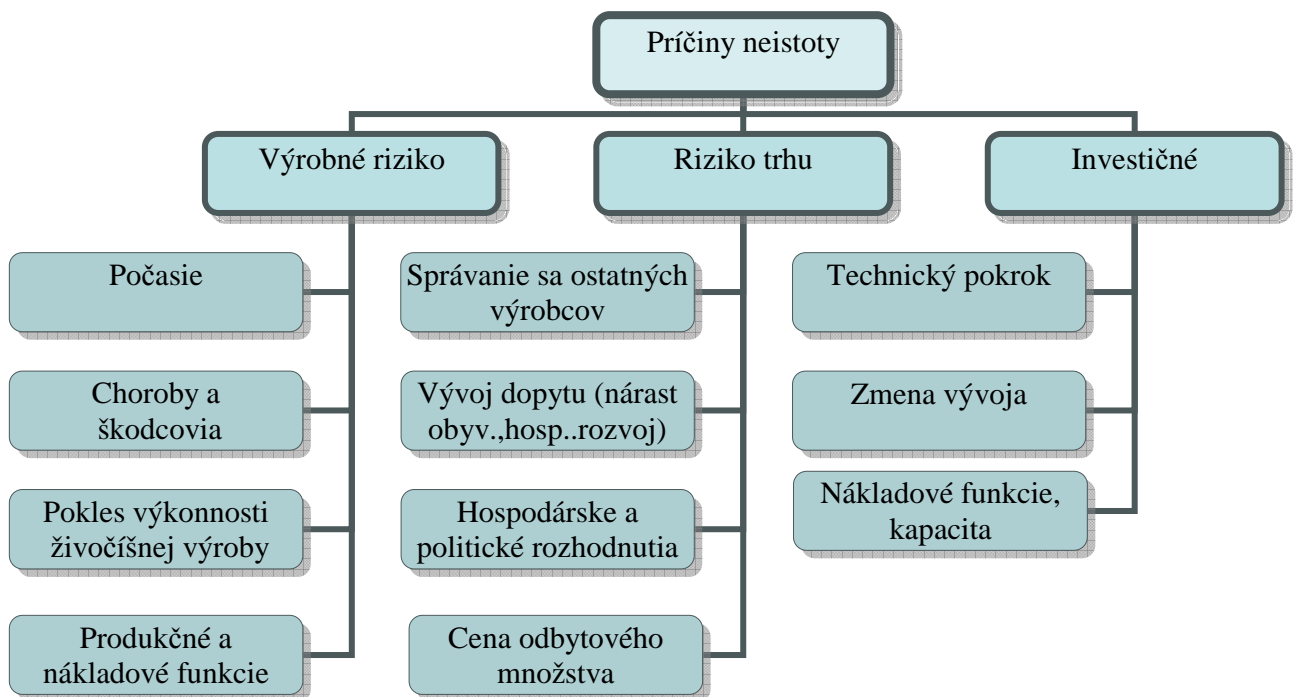 Príčiny neistoty
Výrobné riziko
Riziko trhu
Investičné
Počasie
Choroby a
škodcovia
Pokles výkonnosti
živočíšnej výroby
Produkčné a
nákladové funkcie
Správanie sa ostatných
výrobcov
Vývoj dopytu (nárast
obyv.,hosp..rozvoj)
Hospodárske a
politické rozhodnutia
Cena odbytového
množstva
Technický pokrok
Zmena vývoja
Nákladové funkcie,
kapacita